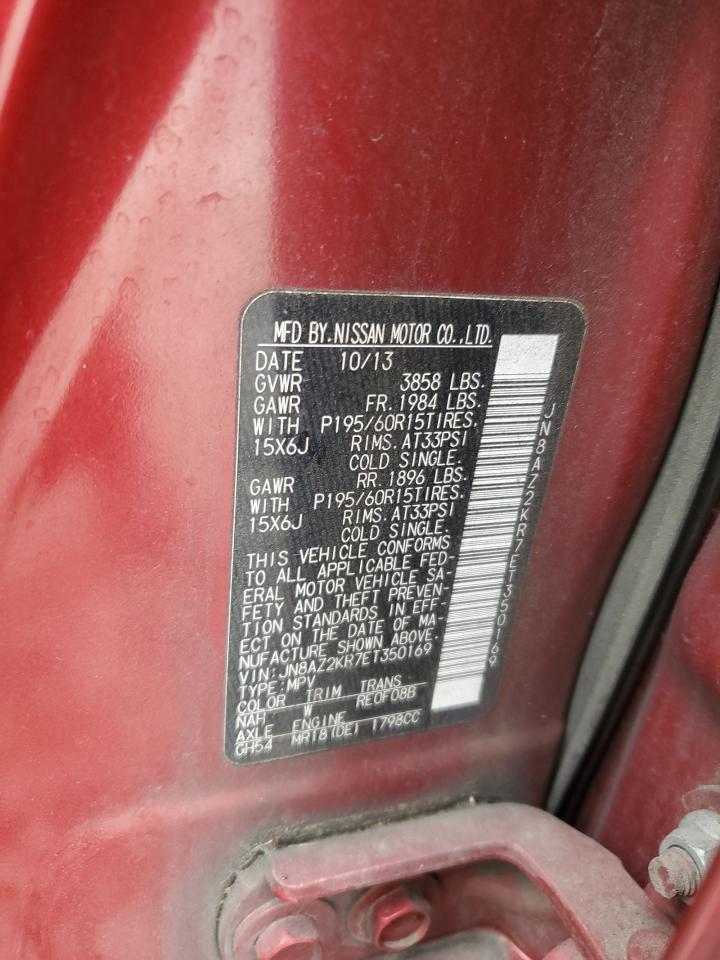 MFD BY.NISSAN MOTOR CO.,LTD.
DATE 10/13
GVWR 3858 LBS.
GAWR FR. 1984 LBS.
WITH P195/60R15TIRES.
15X6J RIMS.AT33PSI
COLD SINGLE.
GAWR RR. 1896 LBS.
WITH P195/60R15TIRES.
15X6J RIMS.AT33PSI
COLD SINGLE.
THIS VEHICLE CONFORMS
TO ALL APPLICABLE FED-
ERAL MOTOR VEHICLE SA-
FETY AND THEFT PREVEN-
TION STANDARDS IN EFF-
ECT ON THE DATE OF MA-
NUFACTURE SHOWN ABOVE.
VIN:JN8AZ2KR7ET350169
TYPE:MPV
COLOR TRIM TRANS
NAH W RE0F08B
AXLE ENGINE
GH54 MR18(DE) 1798CC
JN8AZ2KR7ET350169